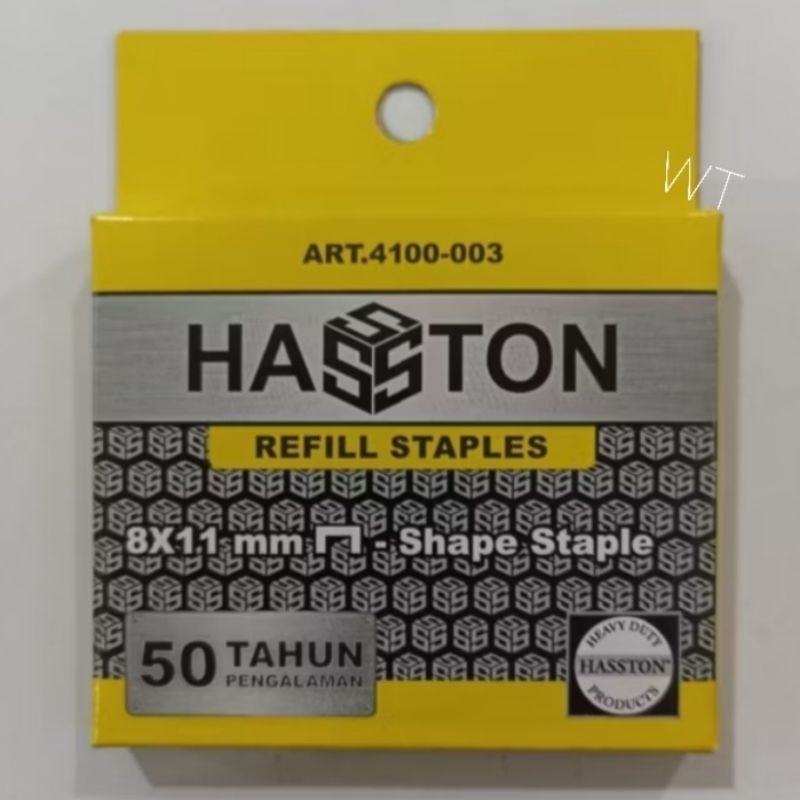 WT
ART.4100-003
HASSTON
REFILL STAPLES
8X11 mm - Shape Staple
50 TAHUN
PENGALAMAN
HEAVY DUTY
HASSTON®
PRODUCTS